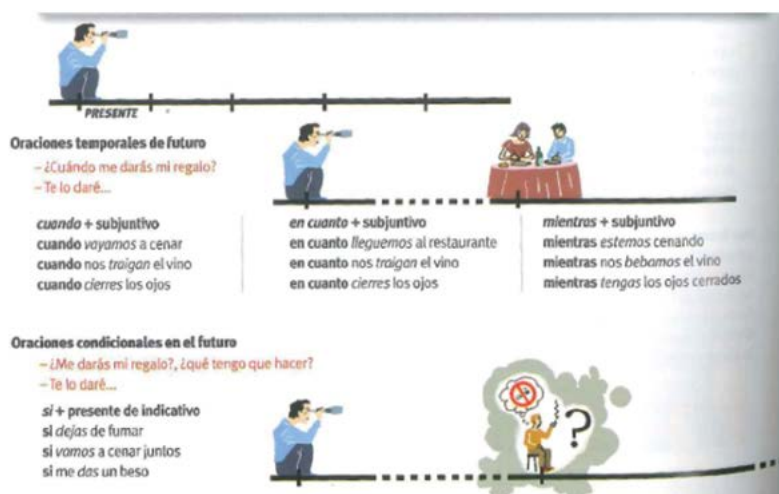 PRESENTE
Oraciones temporales de futuro
– ¿Cuándo me darás mi regalo?
– Te lo daré...
cuando + subjuntivo
cuando vayamos a cenar
cuando nos traigan el vino
cuando cierres los ojos
en cuanto + subjuntivo
en cuanto lleguemos al restaurante
en cuanto nos traigan el vino
en cuanto cierres los ojos
mientras + subjuntivo
mientras estemos cenando
mientras nos bebamos el vino
mientras tengas los ojos cerrados
Oraciones condicionales en el futuro
– ¿Me darás mi regalo?, ¿qué tengo que hacer?
– Te lo daré...
si + presente de indicativo
si dejas de fumar
si vamos a cenar juntos
si me das un beso
?